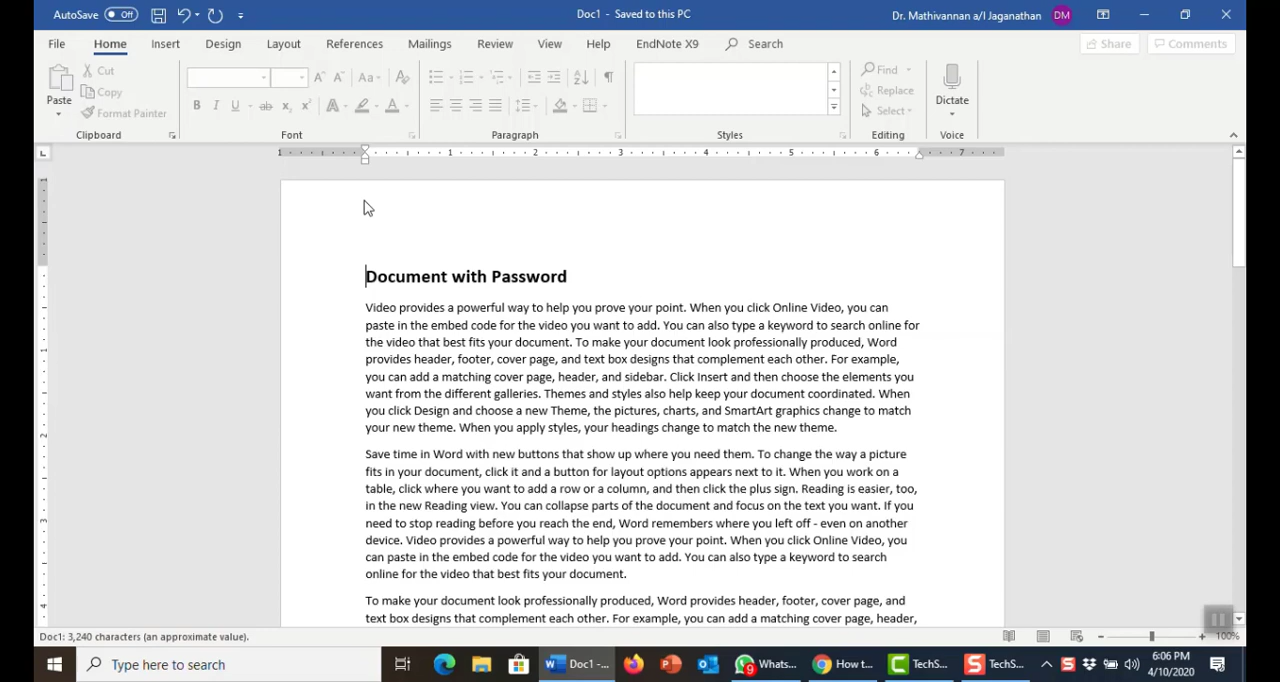 AutoSave Off Doc1 - Saved to this PC Dr. Mathivannan a/l Jaganathan DM
File Home Insert Design Layout References Mailings Review View Help EndNote X9 Search Share Comments
Paste Cut Copy Format Painter
Aa
B I U ab x₂ x² A A
Find Replace Select
Dictate
Clipboard Font Paragraph Styles Editing Voice
1 1 2 3 4 5 6 7
Document with Password
Video provides a powerful way to help you prove your point. When you click Online Video, you can
paste in the embed code for the video you want to add. You can also type a keyword to search online for
the video that best fits your document. To make your document look professionally produced, Word
provides header, footer, cover page, and text box designs that complement each other. For example,
you can add a matching cover page, header, and sidebar. Click Insert and then choose the elements you
want from the different galleries. Themes and styles also help keep your document coordinated. When
you click Design and choose a new Theme, the pictures, charts, and SmartArt graphics change to match
your new theme. When you apply styles, your headings change to match the new theme.
Save time in Word with new buttons that show up where you need them. To change the way a picture
fits in your document, click it and a button for layout options appears next to it. When you work on a
table, click where you want to add a row or a column, and then click the plus sign. Reading is easier, too,
in the new Reading view. You can collapse parts of the document and focus on the text you want. If you
need to stop reading before you reach the end, Word remembers where you left off - even on another
device. Video provides a powerful way to help you prove your point. When you click Online Video, you
can paste in the embed code for the video you want to add. You can also type a keyword to search
online for the video that best fits your document.
To make your document look professionally produced, Word provides header, footer, cover page, and
text box designs that complement each other. For example, you can add a matching cover page, header,
Doc1: 3,240 characters (an approximate value). 100%
Type here to search Doc1 -... Whats... How t... TechS... TechS... 6:06 PM
4/10/2020